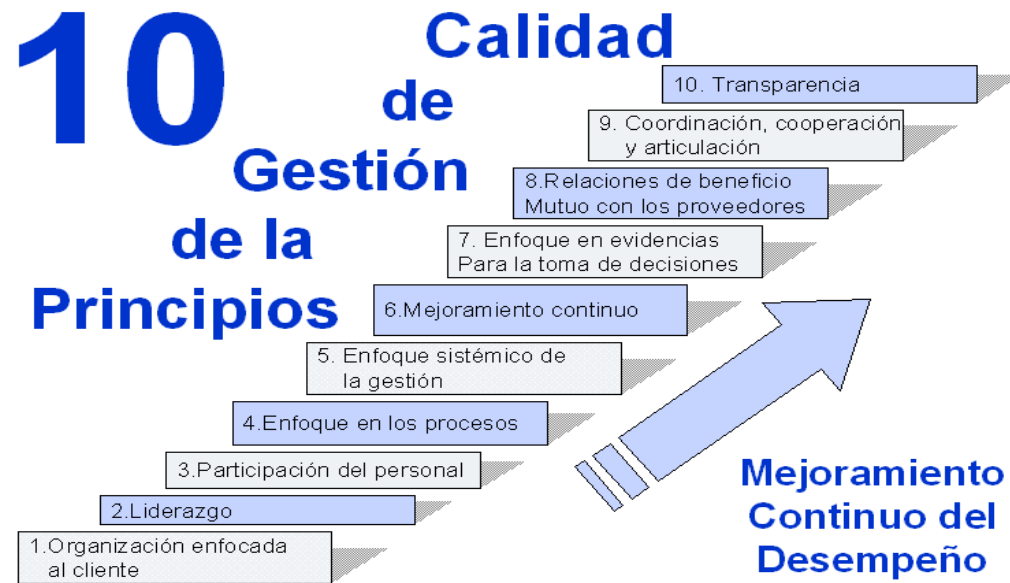 10
Calidad
de
Gestión
de la
Principios
10. Transparencia
9. Coordinación, cooperación
y articulación
8.Relaciones de beneficio
Mutuo con los proveedores
7. Enfoque en evidencias
Para la toma de decisiones
6.Mejoramiento continuo
5. Enfoque sistémico de
la gestión
4.Enfoque en los procesos
3.Participación del personal
2.Liderazgo
1.Organización enfocada
al cliente
Mejoramiento
Continuo del
Desempeño